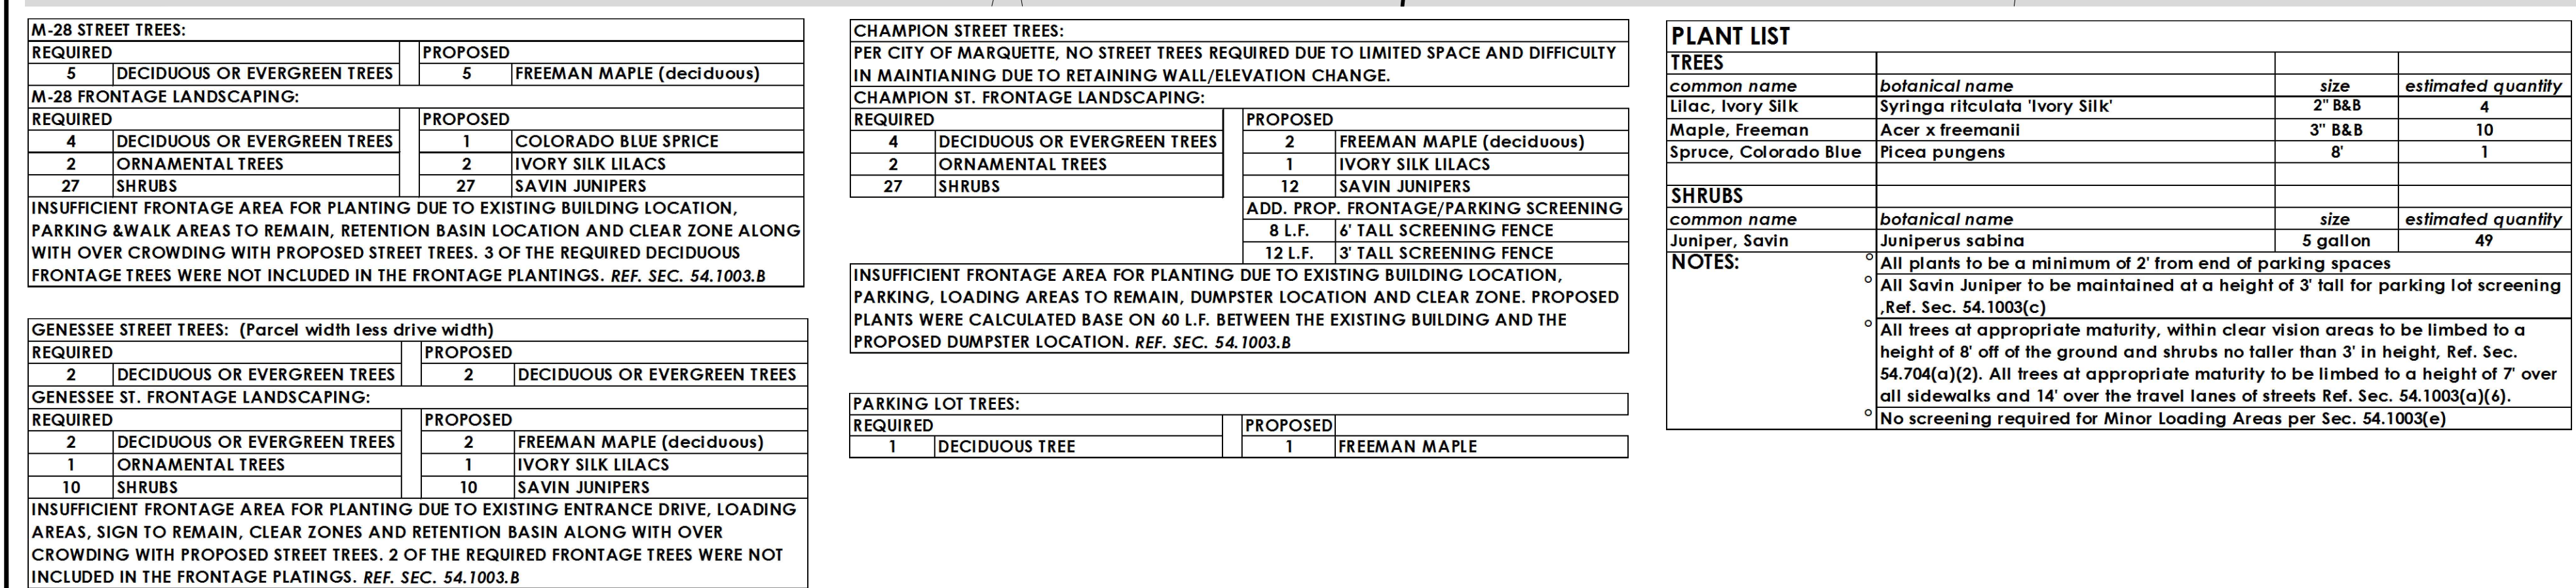 M-28 STREET TREES:
REQUIRED PROPOSED
5 DECIDUOUS OR EVERGREEN TREES 5 FREEMAN MAPLE (deciduous)
M-28 FRONTAGE LANDSCAPING:
REQUIRED PROPOSED
4 DECIDUOUS OR EVERGREEN TREES 1 COLORADO BLUE SPRICE
2 ORNAMENTAL TREES 2 IVORY SILK LILACS
27 SHRUBS 27 SAVIN JUNIPERS
INSUFFICIENT FRONTAGE AREA FOR PLANTING DUE TO EXISTING BUILDING LOCATION,
PARKING &WALK AREAS TO REMAIN, RETENTION BASIN LOCATION AND CLEAR ZONE ALONG
WITH OVER CROWDING WITH PROPOSED STREET TREES. 3 OF THE REQUIRED DECIDUOUS
FRONTAGE TREES WERE NOT INCLUDED IN THE FRONTAGE PLANTINGS. REF. SEC. 54.1003.B
GENESSEE STREET TREES: (Parcel width less drive width)
REQUIRED PROPOSED
2 DECIDUOUS OR EVERGREEN TREES 2 DECIDUOUS OR EVERGREEN TREES
GENESSEE ST. FRONTAGE LANDSCAPING:
REQUIRED PROPOSED
2 DECIDUOUS OR EVERGREEN TREES 2 FREEMAN MAPLE (deciduous)
1 ORNAMENTAL TREES 1 IVORY SILK LILACS
10 SHRUBS 10 SAVIN JUNIPERS
INSUFFICIENT FRONTAGE AREA FOR PLANTING DUE TO EXISTING ENTRANCE DRIVE, LOADING
AREAS, SIGN TO REMAIN, CLEAR ZONES AND RETENTION BASIN ALONG WITH OVER
CROWDING WITH PROPOSED STREET TREES. 2 OF THE REQUIRED FRONTAGE TREES WERE NOT
INCLUDED IN THE FRONTAGE PLATINGS. REF. SEC. 54.1003.B
CHAMPION STREET TREES:
PER CITY OF MARQUETTE, NO STREET TREES REQUIRED DUE TO LIMITED SPACE AND DIFFICULTY
IN MAINTIANING DUE TO RETAINING WALL/ELEVATION CHANGE.
CHAMPION ST. FRONTAGE LANDSCAPING:
REQUIRED PROPOSED
4 DECIDUOUS OR EVERGREEN TREES 2 FREEMAN MAPLE (deciduous)
2 ORNAMENTAL TREES 1 IVORY SILK LILACS
27 SHRUBS 12 SAVIN JUNIPERS
ADD. PROP. FRONTAGE/PARKING SCREENING
8 L.F. 6' TALL SCREENING FENCE
12 L.F. 3' TALL SCREENING FENCE
INSUFFICIENT FRONTAGE AREA FOR PLANTING DUE TO EXISTING BUILDING LOCATION,
PARKING, LOADING AREAS TO REMAIN, DUMPSTER LOCATION AND CLEAR ZONE. PROPOSED
PLANTS WERE CALCULATED BASE ON 60 L.F. BETWEEN THE EXISTING BUILDING AND THE
PROPOSED DUMPSTER LOCATION. REF. SEC. 54.1003.B
PARKING LOT TREES:
REQUIRED PROPOSED
1 DECIDUOUS TREE 1 FREEMAN MAPLE
PLANT LIST
TREES
common name botanical name size estimated quantity
Lilac, Ivory Silk Syringa ritculata 'Ivory Silk' 2" B&B 4
Maple, Freeman Acer x freemanii 3" B&B 10
Spruce, Colorado Blue Picea pungens 8' 1
SHRUBS
common name botanical name size estimated quantity
Juniper, Savin Juniperus sabina 5 gallon 49
NOTES: ° All plants to be a minimum of 2' from end of parking spaces
° All Savin Juniper to be maintained at a height of 3' tall for parking lot screening
,Ref. Sec. 54.1003(c)
° All trees at appropriate maturity, within clear vision areas to be limbed to a
height of 8' off of the ground and shrubs no taller than 3' in height, Ref. Sec.
54.704(a)(2). All trees at appropriate maturity to be limbed to a height of 7' over
all sidewalks and 14' over the travel lanes of streets Ref. Sec. 54.1003(a)(6).
° No screening required for Minor Loading Areas per Sec. 54.1003(e)